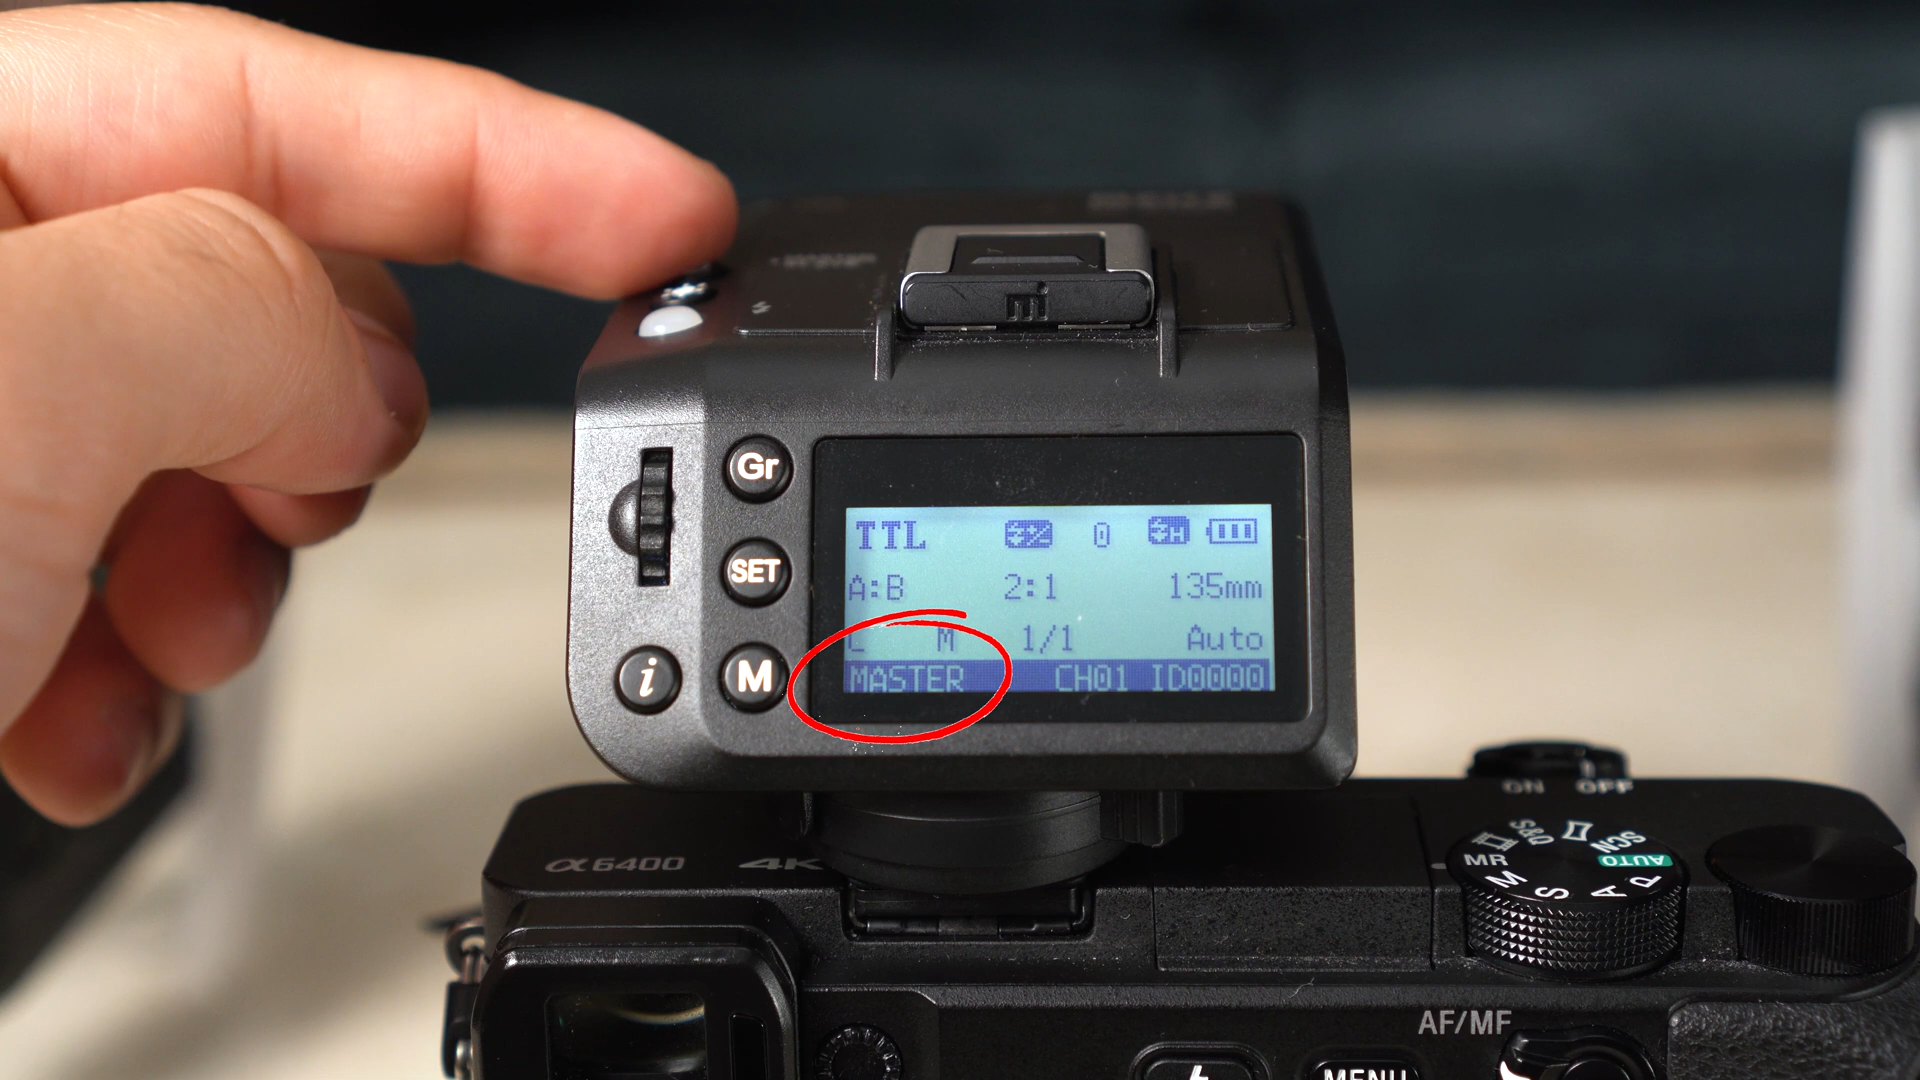 Gr
SET
i
M
TTL 0
A:B 2:1 135mm
C M 1/1 Auto
MASTER CH01 ID0000
ON OFF
α6400 4K
MR
S&Q
SCN
AUTO
P
A
S
M
AF/MF
MENU